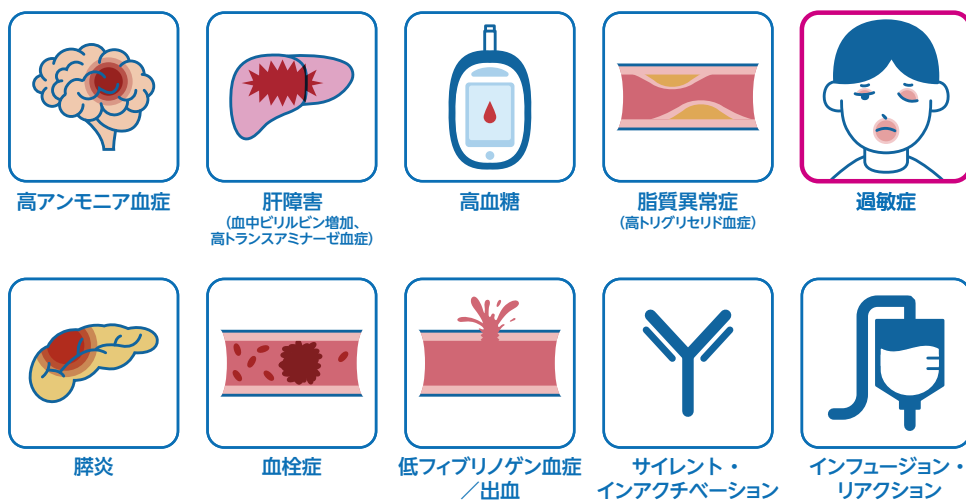 高アンモニア血症
肝障害
(血中ビリルビン増加、
高トランスアミナーゼ血症)
高血糖
脂質異常症
(高トリグリセリド血症)
過敏症
膵炎
血栓症
低フィブリノゲン血症
／出血
サイレント・
インアクチベーション
インフュージョン・
リアクション